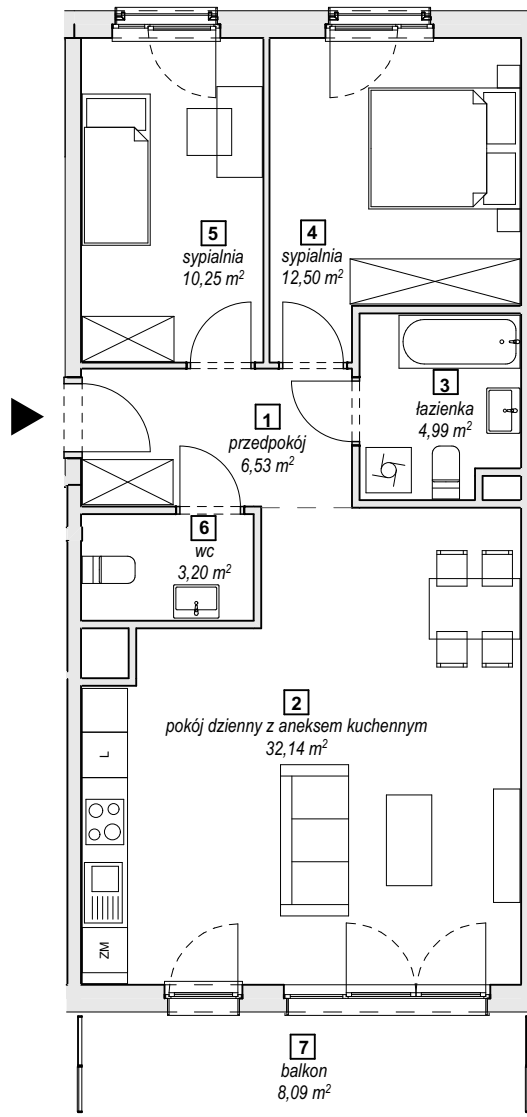 5
sypialnia
10,25 m²
4
sypialnia
12,50 m²
3
łazienka
4,99 m²
1
przedpokój
6,53 m²
6
wc
3,20 m²
2
pokój dzienny z aneksem kuchennym
32,14 m²
L
ZM
7
balkon
8,09 m²